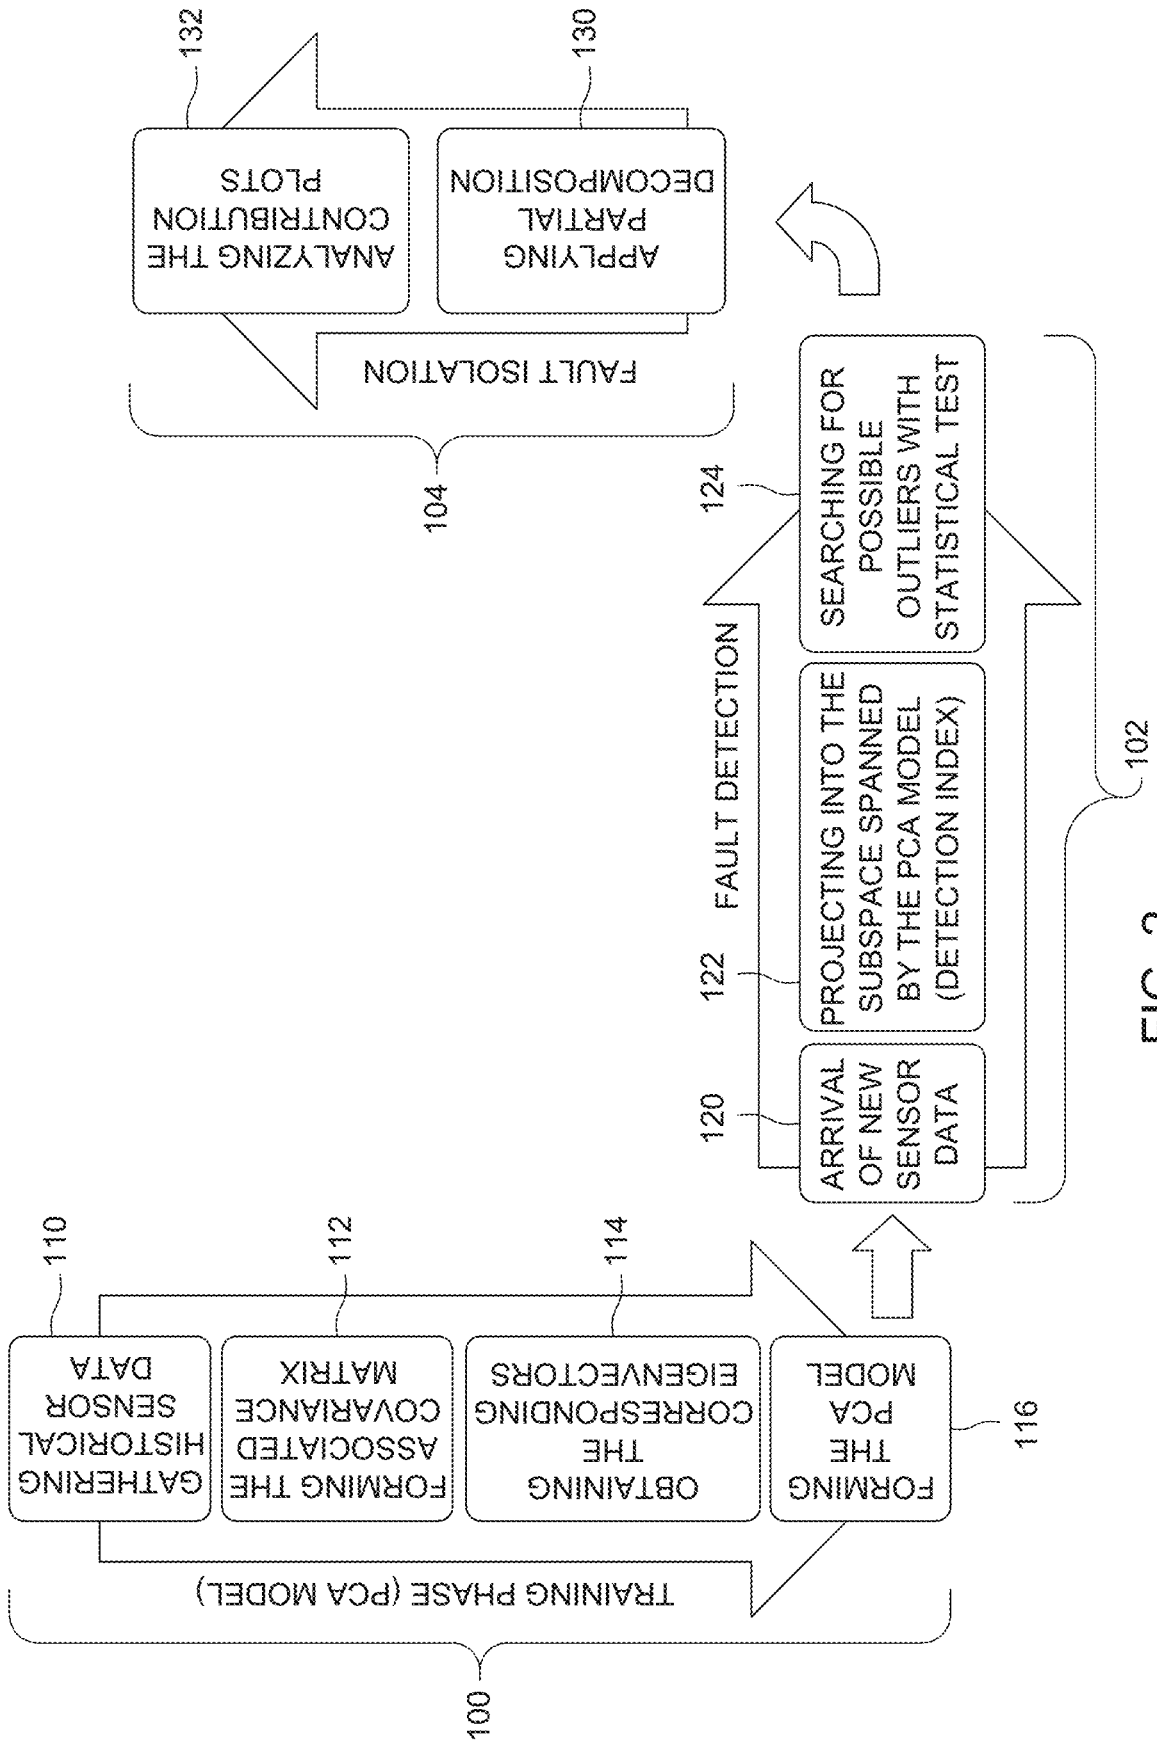 TRAINING PHASE (PCA MODEL)
100
GATHERING
HISTORICAL
SENSOR
DATA
110
FORMING THE
ASSOCIATED
COVARIANCE
MATRIX
112
OBTAINING
THE
CORRESPONDING
EIGENVECTORS
114
FORMING
THE
PCA
MODEL
116
FAULT DETECTION
120
ARRIVAL
OF NEW
SENSOR
DATA
122
PROJECTING INTO THE
SUBSPACE SPANNED
BY THE PCA MODEL
(DETECTION INDEX)
124
SEARCHING FOR
POSSIBLE
OUTLIERS WITH
STATISTICAL TEST
102
FAULT ISOLATION
104
APPLYING
PARTIAL
DECOMPOSITION
130
ANALYZING THE
CONTRIBUTION
PLOTS
132